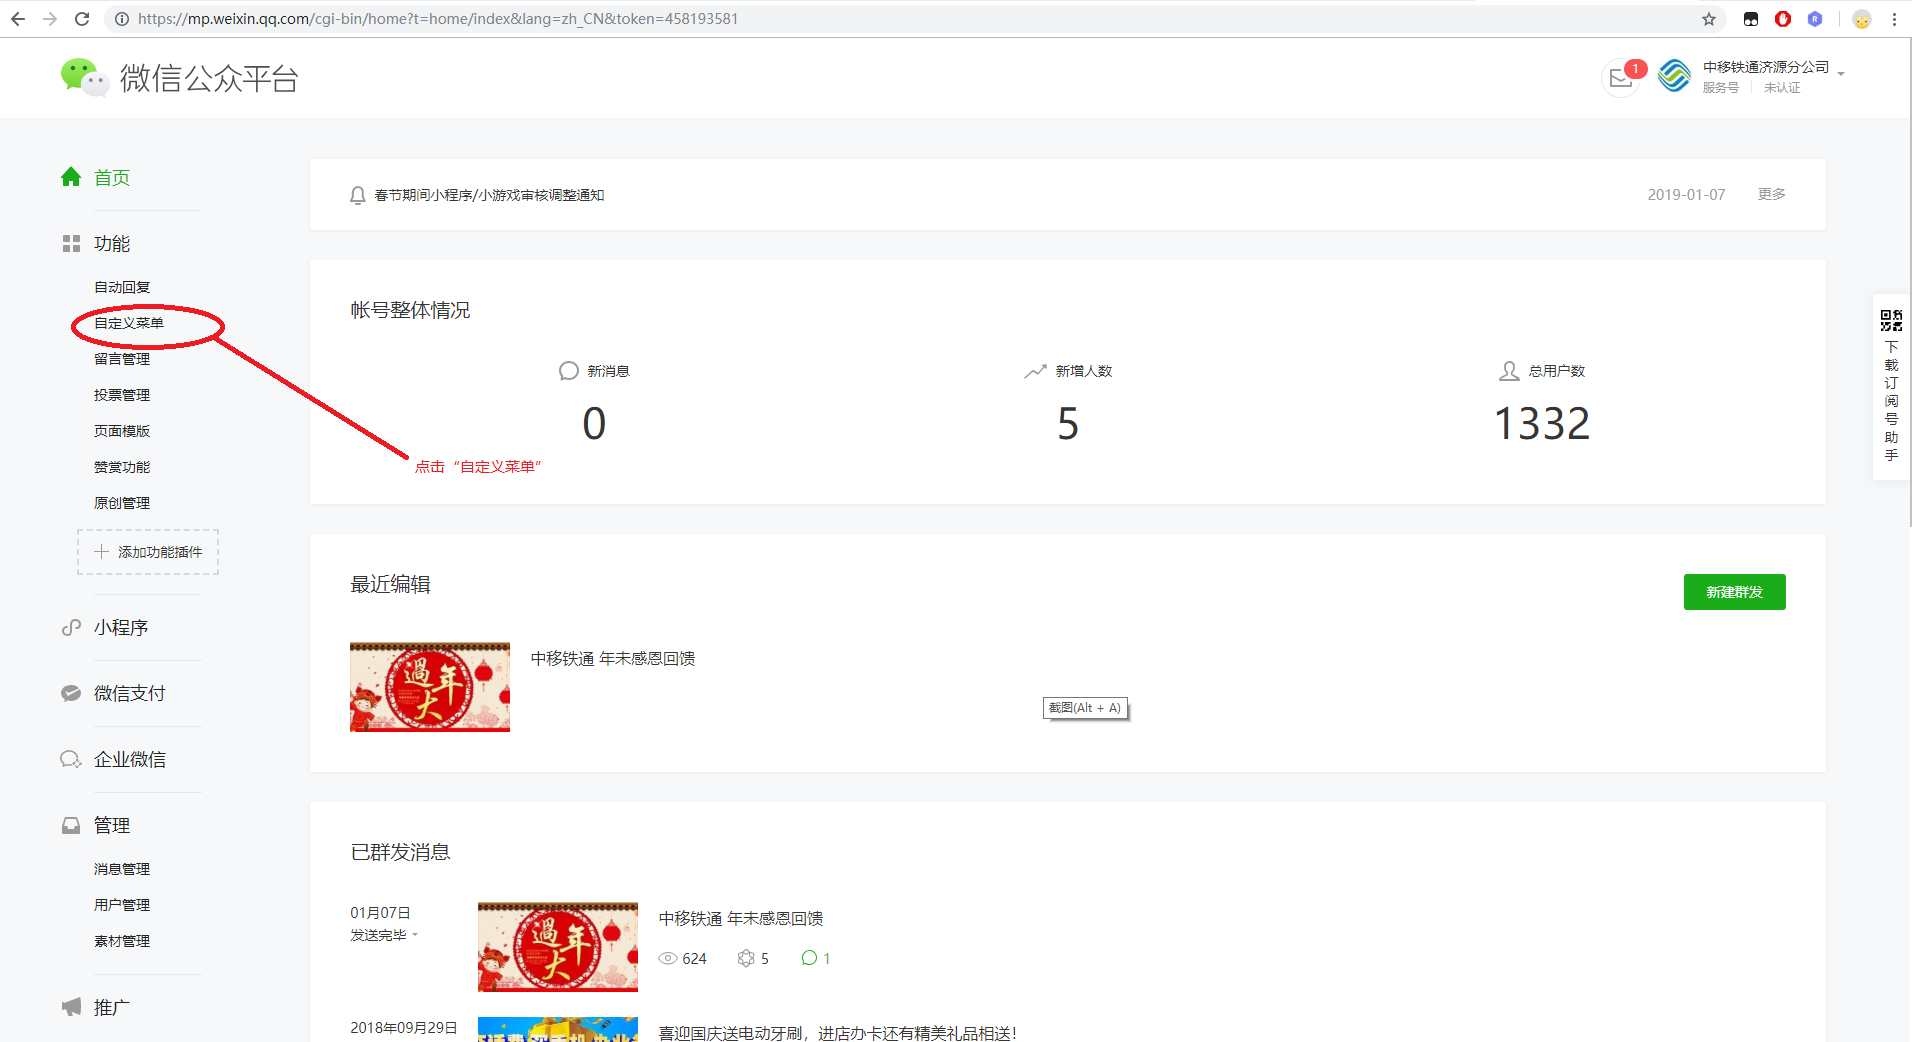 https://mp.weixin.qq.com/cgi-bin/home?t=home/index&lang=zh_CN&token=458193581
微信公众平台
1
中移铁通济源分公司
服务号
未认证
首页
功能
自动回复
自定义菜单
留言管理
投票管理
页面模版
赞赏功能
原创管理
添加功能插件
小程序
微信支付
企业微信
管理
消息管理
用户管理
素材管理
推广
春节期间小程序/小游戏审核调整通知
2019-01-07
更多
帐号整体情况
新消息
0
新增人数
5
总用户数
1332
点击“自定义菜单”
最近编辑
新建群发
過年大
中移铁通 年未感恩回馈
截图(Alt + A)
已群发消息
01月07日
发送完毕
過年大
中移铁通 年未感恩回馈
624
5
1
2018年09月29日
喜迎国庆送电动牙刷，进店办卡还有精美礼品相送！
下载订阅号助手